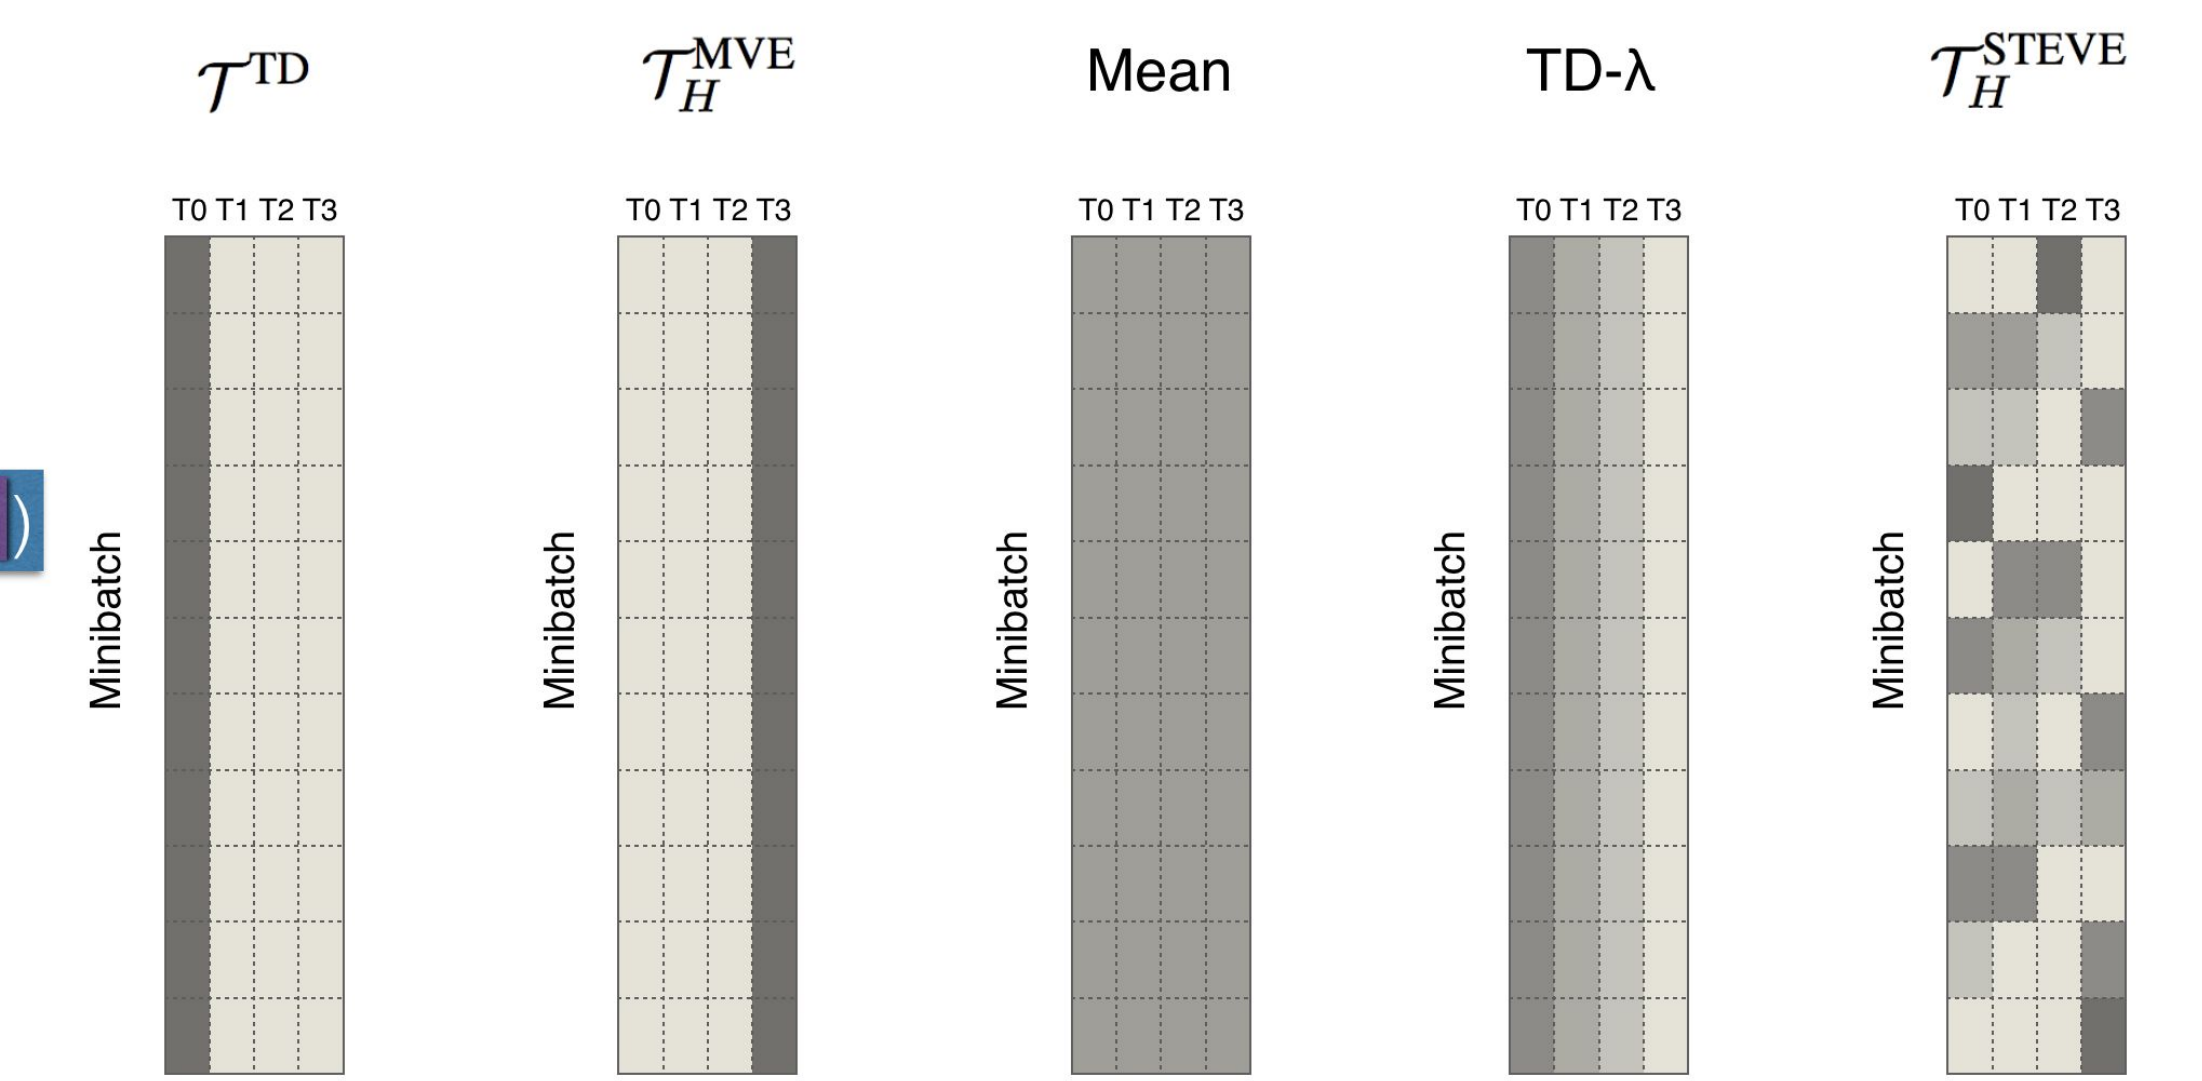 𝒯^TD
𝒯_H^MVE
Mean
TD-λ
𝒯_H^STEVE
T0 T1 T2 T3
T0 T1 T2 T3
T0 T1 T2 T3
T0 T1 T2 T3
T0 T1 T2 T3
)
Minibatch
Minibatch
Minibatch
Minibatch
Minibatch